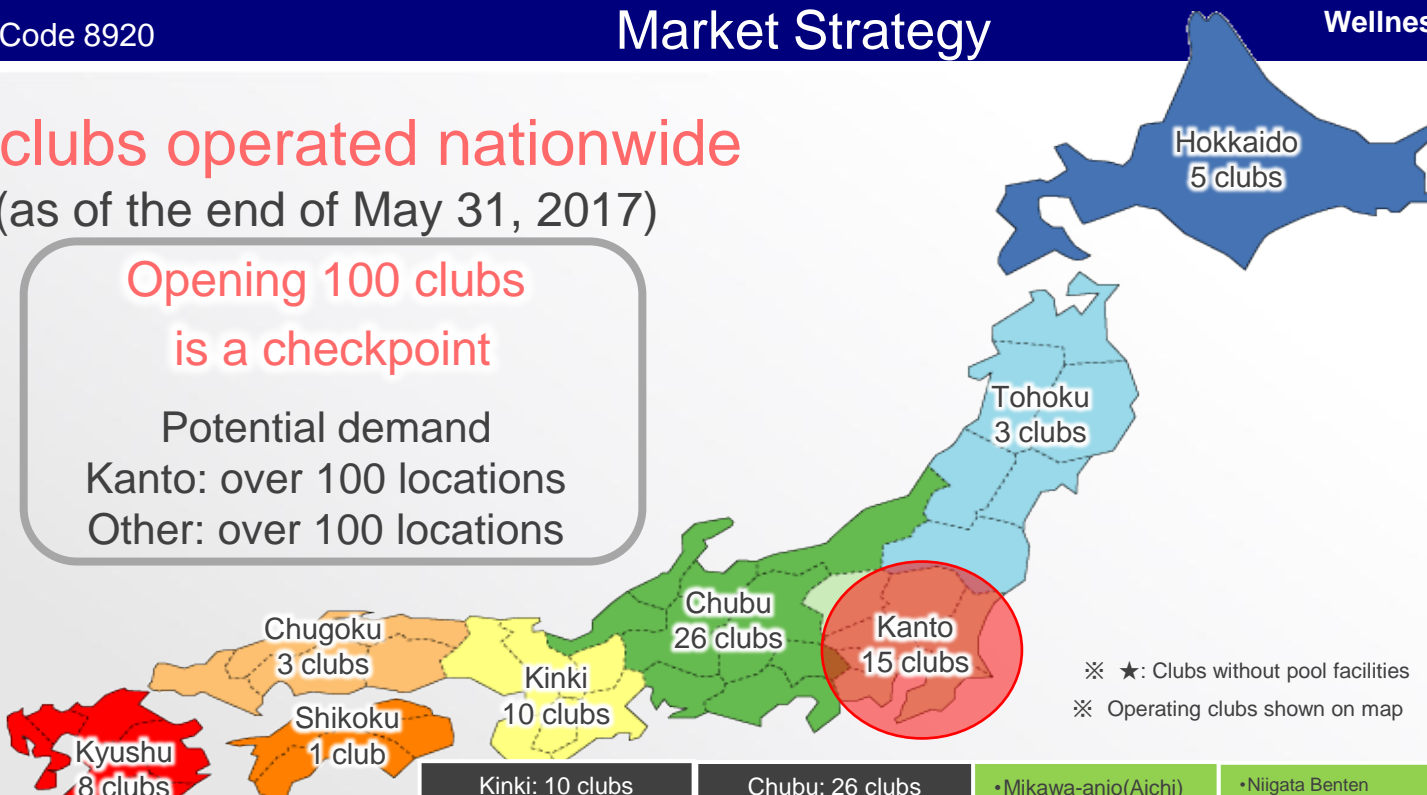 Code 8920
Market Strategy
clubs operated nationwide
(as of the end of May 31, 2017)
Opening 100 clubs
is a checkpoint
Potential demand
Kanto: over 100 locations
Other: over 100 locations
Hokkaido
5 clubs
Tohoku
3 clubs
Chubu
26 clubs
Kanto
15 clubs
Chugoku
3 clubs
Kinki
10 clubs
Shikoku
1 club
Kyushu
8 clubs
※ ★: Clubs without pool facilities
※ Operating clubs shown on map
Kinki: 10 clubs
Chubu: 26 clubs
•Mikawa-anjo(Aichi)
•Niigata Benten